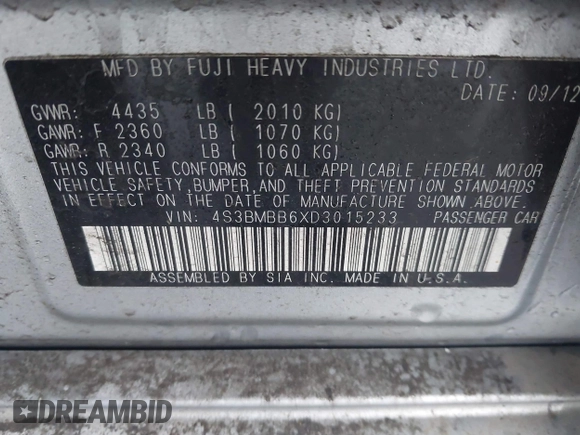 MFD BY FUJI HEAVY INDUSTRIES LTD.
DATE: 09/12
GVWR: 4435 LB ( 2010 KG)
GAWR: F 2360 LB ( 1070 KG)
GAWR: R 2340 LB ( 1060 KG)
THIS VEHICLE CONFORMS TO ALL APPLICABLE FEDERAL MOTOR
VEHICLE SAFETY, BUMPER, AND THEFT PREVENTION STANDARDS
IN EFFECT ON THE DATE OF MANUFACTURE SHOWN ABOVE.
VIN: 4S3BMBB6XD3015233 PASSENGER CAR
ASSEMBLED BY SIA INC. MADE IN U.S.A.
DREAMBID